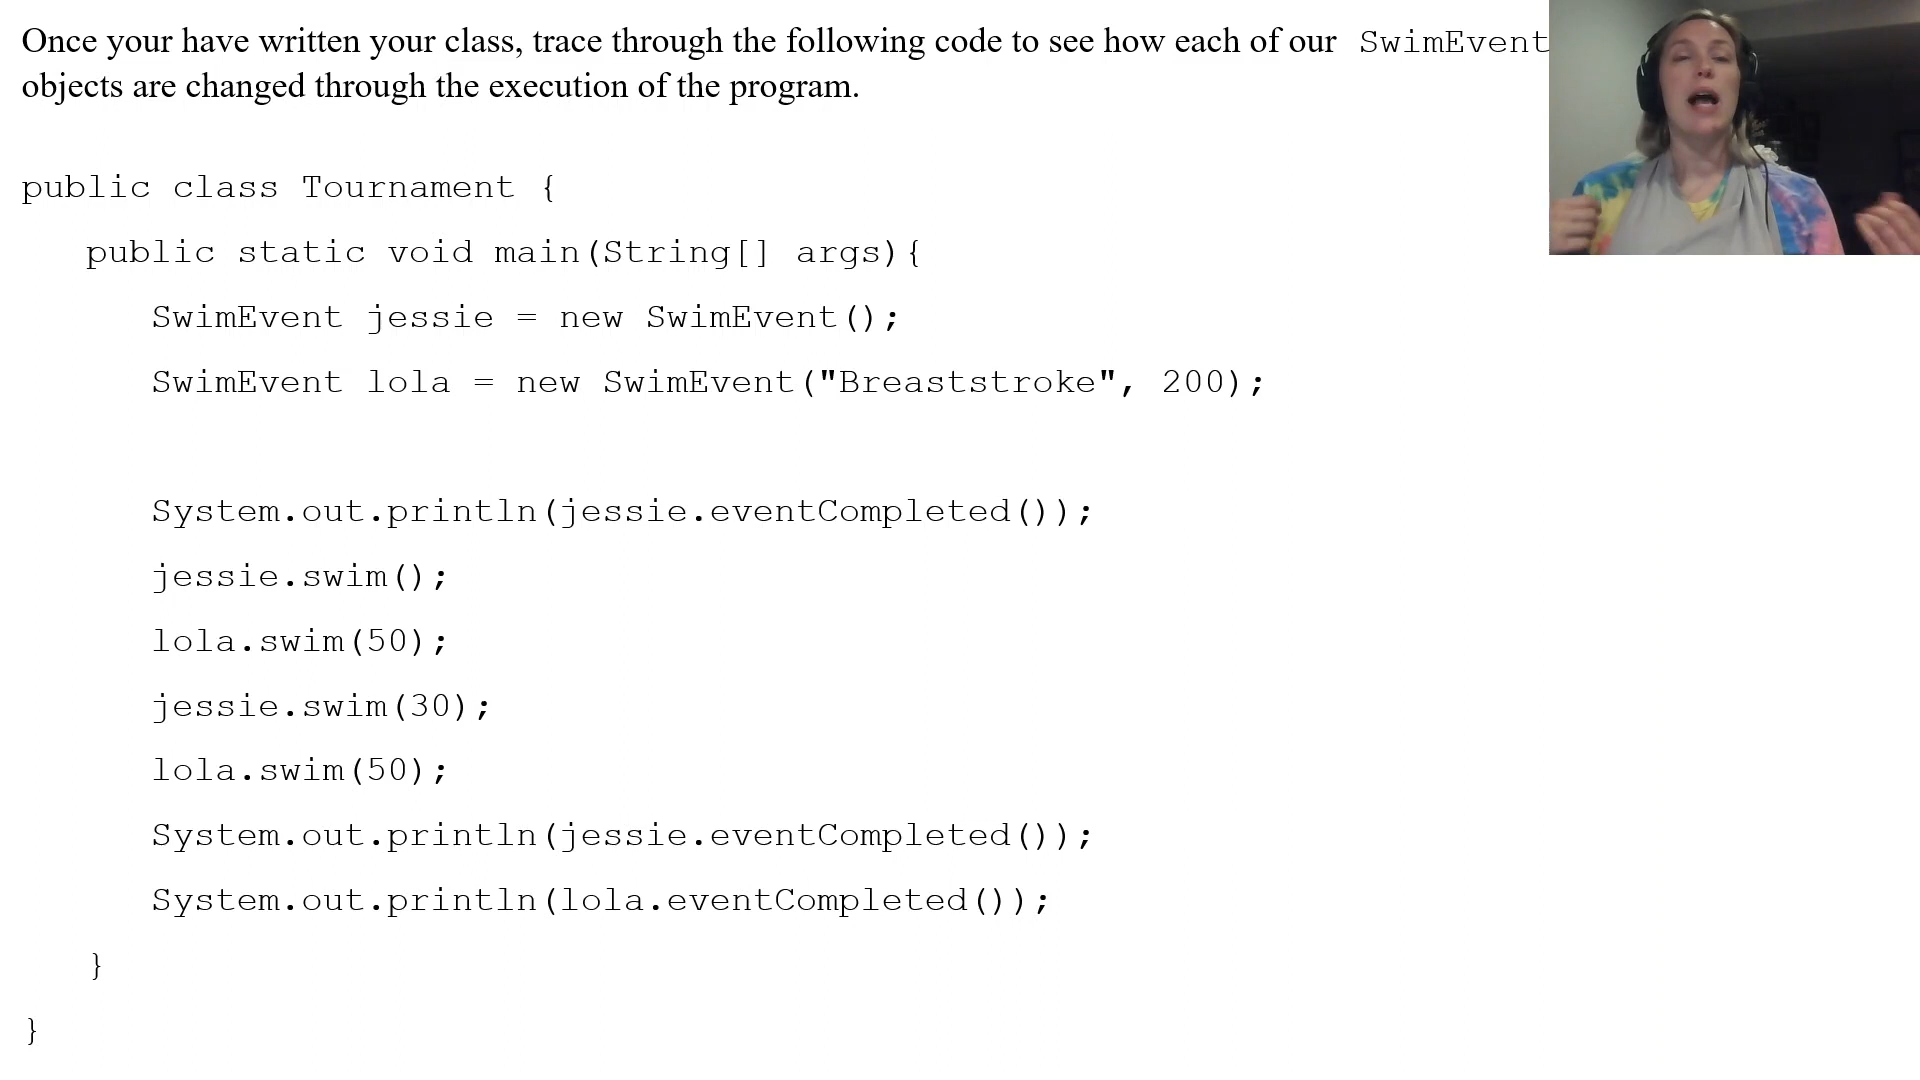 Once your have written your class, trace through the following code to see how each of our SwimEvent
objects are changed through the execution of the program.
public class Tournament {
public static void main(String[] args){
SwimEvent jessie = new SwimEvent();
SwimEvent lola = new SwimEvent("Breaststroke", 200);
System.out.println(jessie.eventCompleted());
jessie.swim();
lola.swim(50);
jessie.swim(30);
lola.swim(50);
System.out.println(jessie.eventCompleted());
System.out.println(lola.eventCompleted());
}
}